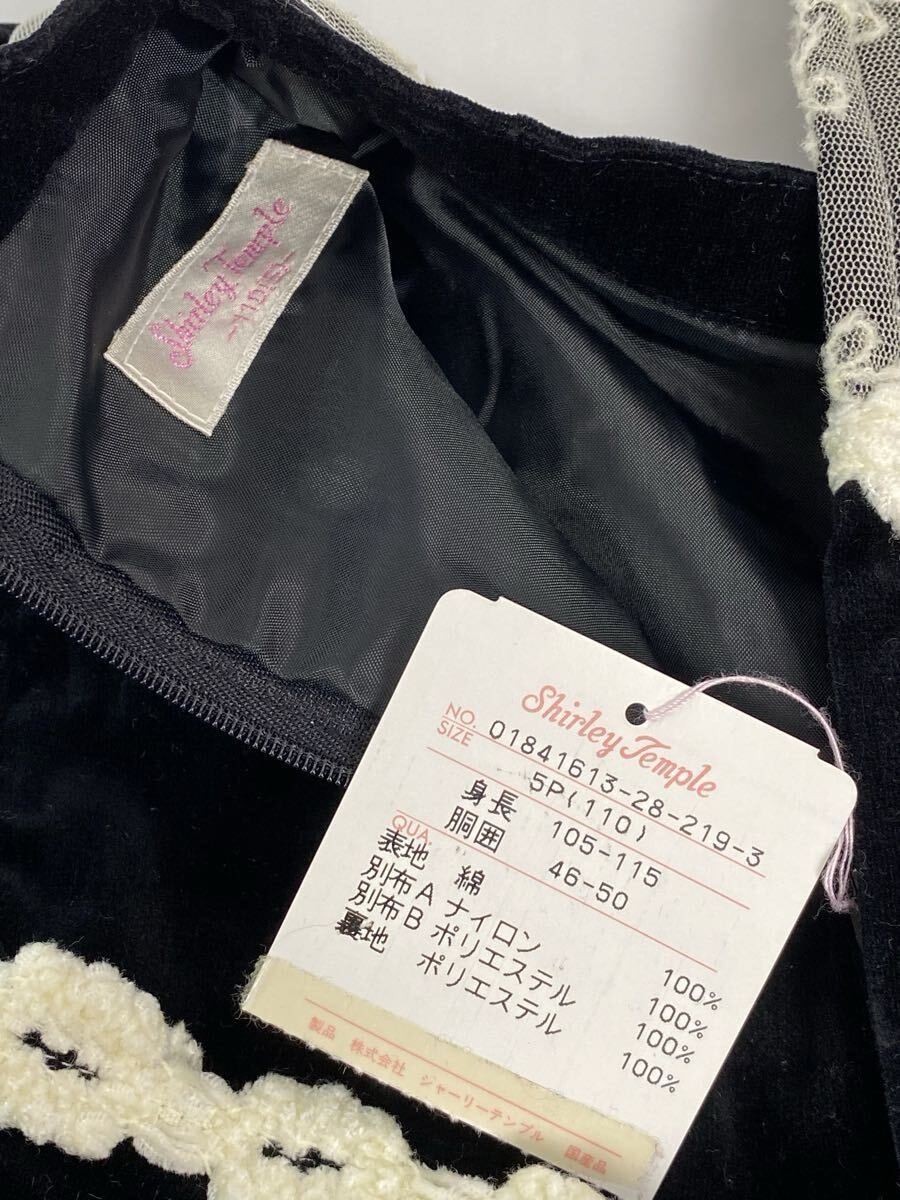 Shirley Temple
-110(5)-
Shirley Temple
NO. 01841613-28-219-3
SIZE 5P(110)
身長 105-115
胴囲 46-50
QUA.
表地 綿 100%
別布A ナイロン 100%
別布B ポリエステル 100%
裏地 ポリエステル 100%
製品 株式会社 シャーリーテンプル 国産品